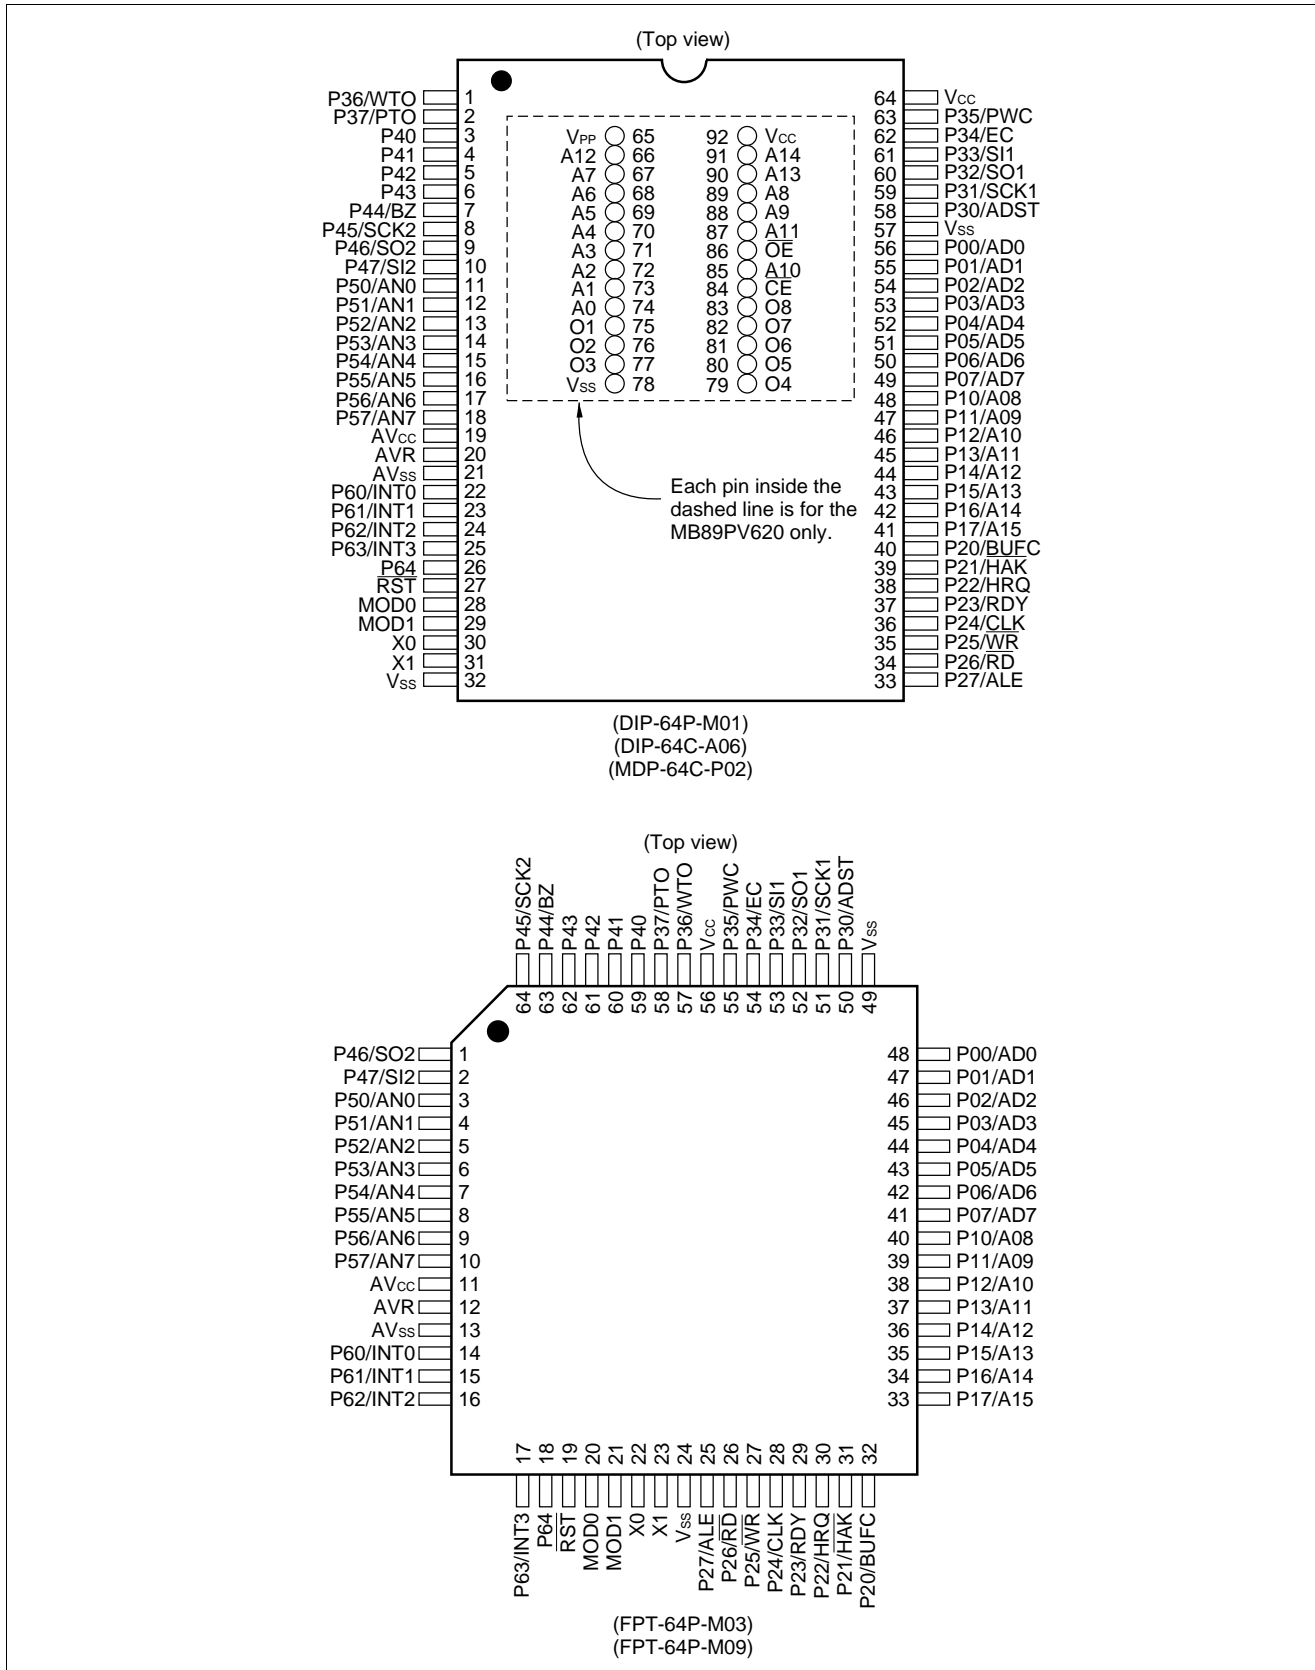 (Top view)
P36/WTO 1 64 Vcc
P37/PTO 2 63 P35/PWC
P40 3 62 P34/EC
P41 4 61 P33/SI1
P42 5 60 P32/SO1
P43 6 59 P31/SCK1
P44/BZ 7 58 P30/ADST
P45/SCK2 8 57 Vss
P46/SO2 9 56 P00/AD0
P47/SI2 10 55 P01/AD1
P50/AN0 11 54 P02/AD2
P51/AN1 12 53 P03/AD3
P52/AN2 13 52 P04/AD4
P53/AN3 14 51 P05/AD5
P54/AN4 15 50 P06/AD6
P55/AN5 16 49 P07/AD7
P56/AN6 17 48 P10/A08
P57/AN7 18 47 P11/A09
AVcc 19 46 P12/A10
AVR 20 45 P13/A11
AVss 21 44 P14/A12
P60/INT0 22 43 P15/A13
P61/INT1 23 42 P16/A14
P62/INT2 24 41 P17/A15
P63/INT3 25 40 P20/BUFC
P64 26 39 P21/HAK
RST 27 38 P22/HRQ
MOD0 28 37 P23/RDY
MOD1 29 36 P24/CLK
X0 30 35 P25/WR
X1 31 34 P26/RD
Vss 32 33 P27/ALE
VPP 65 92 Vcc
A12 66 91 A14
A7 67 90 A13
A6 68 89 A8
A5 69 88 A9
A4 70 87 A11
A3 71 86 OE
A2 72 85 A10
A1 73 84 CE
A0 74 83 O8
O1 75 82 O7
O2 76 81 O6
O3 77 80 O5
Vss 78 79 O4
Each pin inside the
dashed line is for the
MB89PV620 only.
(DIP-64P-M01)
(DIP-64C-A06)
(MDP-64C-P02)
(Top view)
P45/SCK2 64
P44/BZ 63
P43 62
P42 61
P41 60
P40 59
P37/PTO 58
P36/WTO 57
Vcc 56
P35/PWC 55
P34/EC 54
P33/SI1 53
P32/SO1 52
P31/SCK1 51
P30/ADST 50
Vss 49
P46/SO2 1 48 P00/AD0
P47/SI2 2 47 P01/AD1
P50/AN0 3 46 P02/AD2
P51/AN1 4 45 P03/AD3
P52/AN2 5 44 P04/AD4
P53/AN3 6 43 P05/AD5
P54/AN4 7 42 P06/AD6
P55/AN5 8 41 P07/AD7
P56/AN6 9 40 P10/A08
P57/AN7 10 39 P11/A09
AVcc 11 38 P12/A10
AVR 12 37 P13/A11
AVss 13 36 P14/A12
P60/INT0 14 35 P15/A13
P61/INT1 15 34 P16/A14
P62/INT2 16 33 P17/A15
17 P63/INT3
18 P64
19 RST
20 MOD0
21 MOD1
22 X0
23 X1
24 Vss
25 P27/ALE
26 P26/RD
27 P25/WR
28 P24/CLK
29 P23/RDY
30 P22/HRQ
31 P21/HAK
32 P20/BUFC
(FPT-64P-M03)
(FPT-64P-M09)